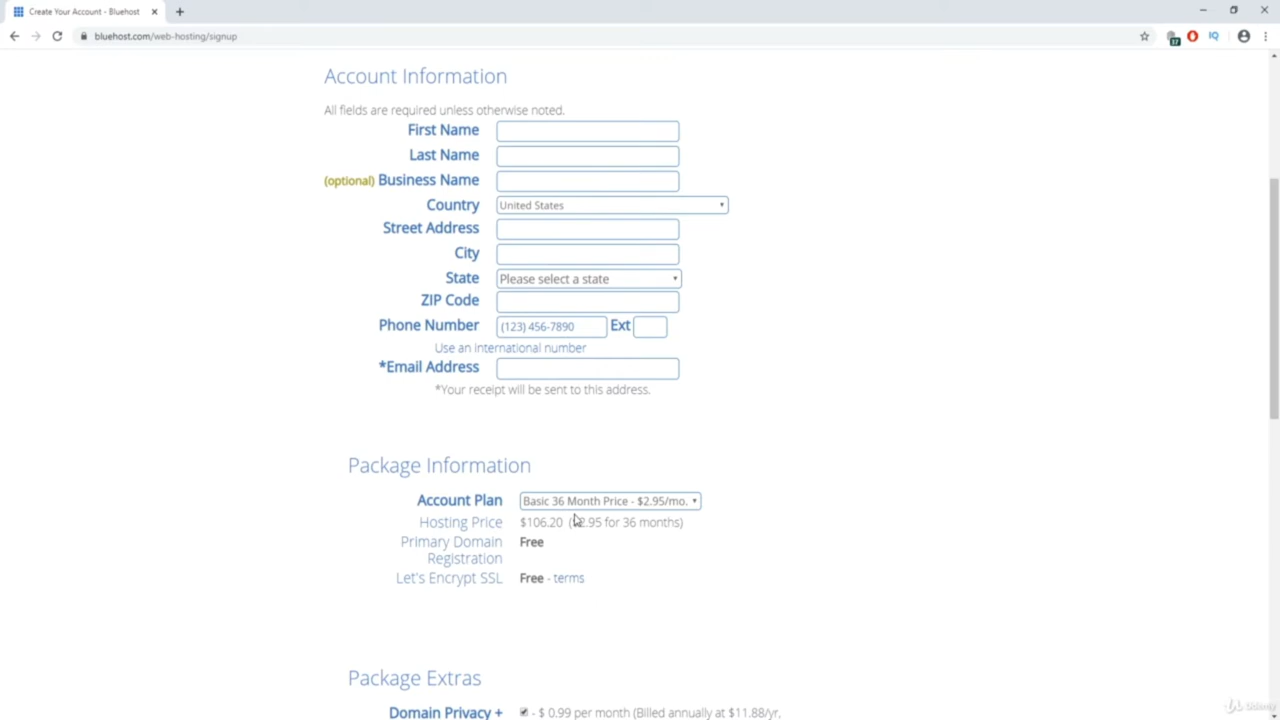 Create Your Account - Bluehost
bluehost.com/web-hosting/signup
17
IQ
Account Information
All fields are required unless otherwise noted.
First Name
Last Name
(optional) Business Name
Country United States
Street Address
City
State Please select a state
ZIP Code
Phone Number (123) 456-7890 Ext
Use an international number
*Email Address
*Your receipt will be sent to this address.
Package Information
Account Plan Basic 36 Month Price - $2.95/mo.
Hosting Price $106.20 ($2.95 for 36 months)
Primary Domain Free
Registration
Let's Encrypt SSL Free - terms
Package Extras
Domain Privacy + - $ 0.99 per month (Billed annually at $11.88/yr,
Udemy